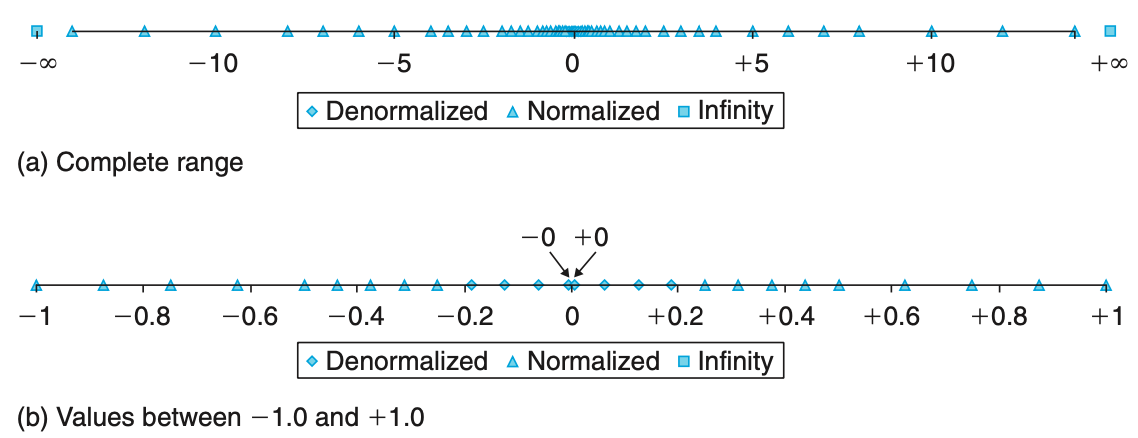 −∞ −10 −5 0 +5 +10 +∞
Denormalized Normalized Infinity
(a) Complete range
−0 +0
−1 −0.8 −0.6 −0.4 −0.2 0 +0.2 +0.4 +0.6 +0.8 +1
Denormalized Normalized Infinity
(b) Values between −1.0 and +1.0